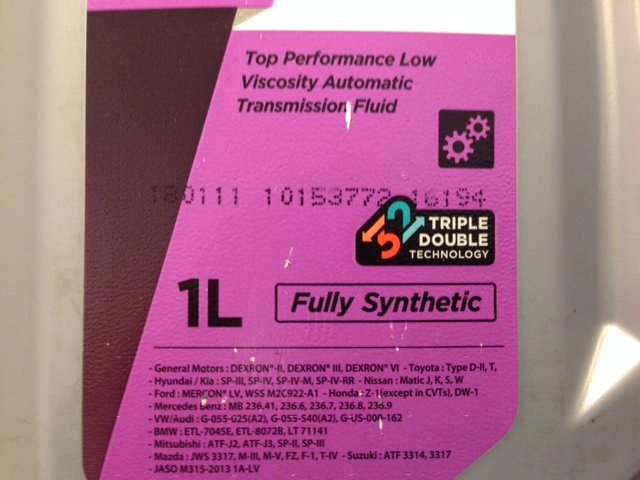 Top Performance Low
Viscosity Automatic
Transmission Fluid
180111 10153772 16194
52 TRIPLE
DOUBLE
TECHNOLOGY
1L Fully Synthetic
- General Motors : DEXRON®-II, DEXRON® III, DEXRON® VI - Toyota : Type D-II, T,
- Hyundai / Kia : SP-III, SP-IV, SP-IV-M, SP-IV-RR - Nissan : Matic J, K, S, W
- Ford : MERCON® LV, WSS M2C922-A1 - Honda : Z-1(except in CVTs), DW-1
- Mercedes Benz : MB 236.41, 236.6, 236.7, 236.8, 236.9
- VW/Audi : G-055-025(A2), G-055-540(A2), G-US-000-162
- BMW : ETL-7045E, ETL-8072B, LT 71141
- Mitsubishi : ATF-J2, ATF-J3, SP-II, SP-III
- Mazda : JWS 3317, M-III, M-V, FZ, F-1, T-IV - Suzuki : ATF 3314, 3317
- JASO M315-2013 1A-LV